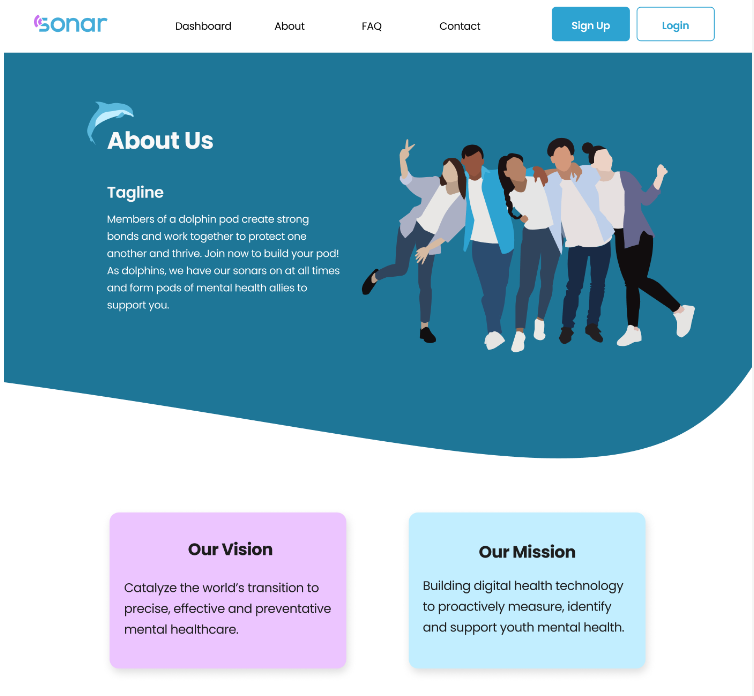 sonar
Dashboard
About
FAQ
Contact
Sign Up
Login
About Us
Tagline
Members of a dolphin pod create strong
bonds and work together to protect one
another and thrive. Join now to build your pod!
As dolphins, we have our sonars on at all times
and form pods of mental health allies to
support you.
Our Vision
Catalyze the world’s transition to
precise, effective and preventative
mental healthcare.
Our Mission
Building digital health technology
to proactively measure, identify
and support youth mental health.